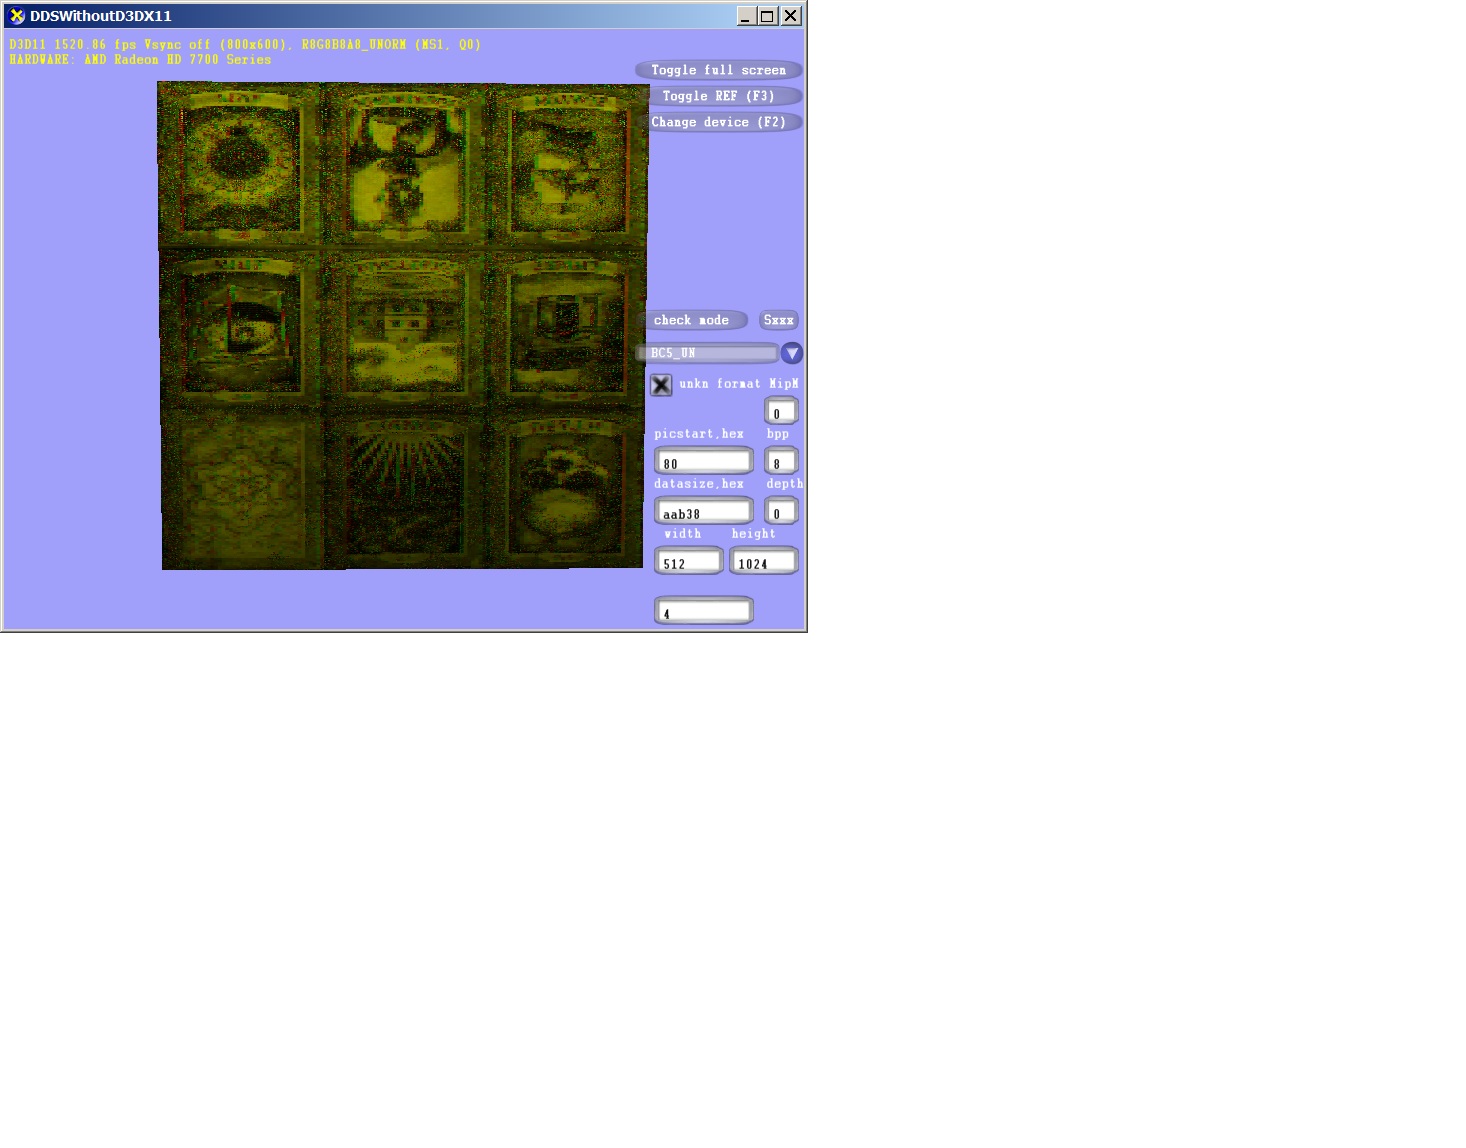 DDSWithoutD3DX11
D3D11 1520.86 fps Vsync off (800x600), R8G8B8A8_UNORM (MS1, Q0)
HARDWARE: AMD Radeon HD 7700 Series
Toggle full screen
Toggle REF (F3)
Change device (F2)
check mode 5xxx
BC5_UN
unkn format MipM
0
picstart,hex bpp
80 8
datasize,hex depth
aab38 0
width height
512 1024
4